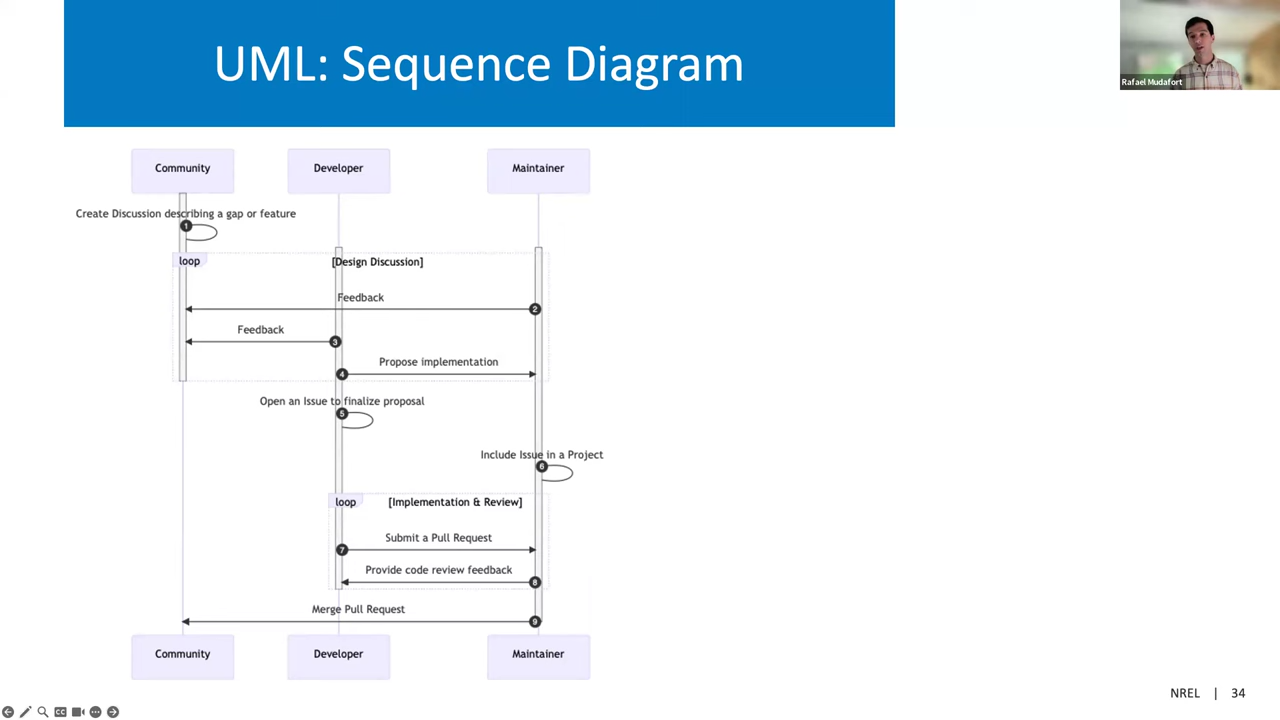 UML: Sequence Diagram
Rafael Mudafort
Community Developer Maintainer
Create Discussion describing a gap or feature
1
loop [Design Discussion]
Feedback
2
Feedback
3
Propose implementation
4
Open an Issue to finalize proposal
5
Include Issue in a Project
6
loop [Implementation & Review]
Submit a Pull Request
7
Provide code review feedback
8
Merge Pull Request
9
Community Developer Maintainer
NREL | 34
CC